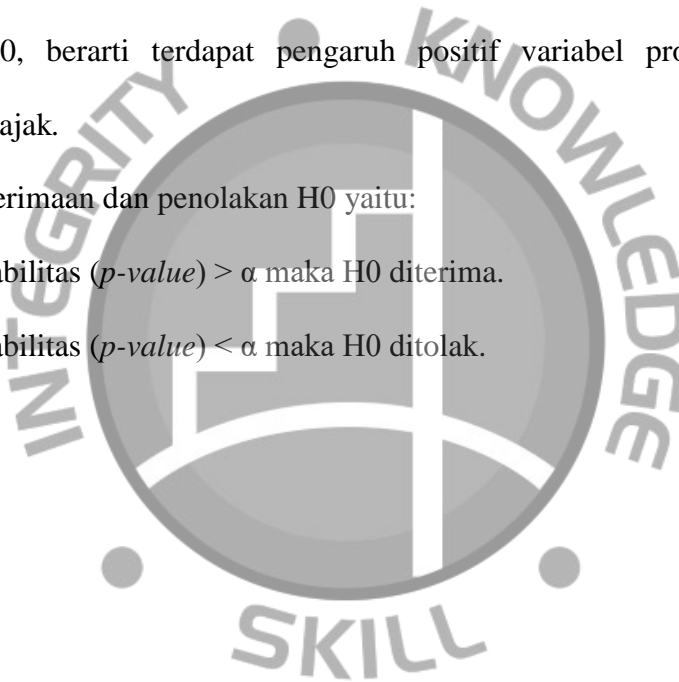 0, berarti terdapat pengaruh positif variabel pro
ajak.
erimaan dan penolakan H0 yaitu:
abilitas (p-value) > α maka H0 diterima.
abilitas (p-value) < α maka H0 ditolak.
INTEGRITY
KNOWLEDGE
SKILL